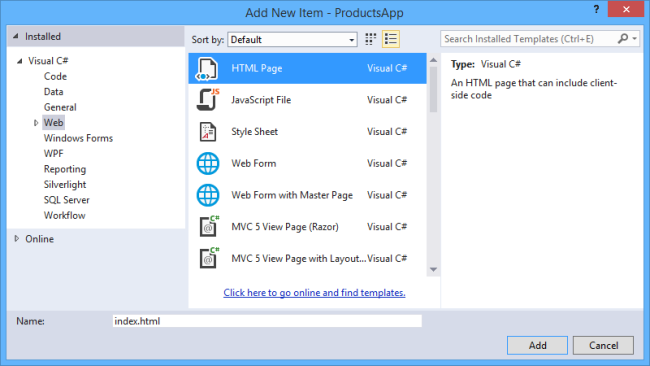 Add New Item - ProductsApp
? x
Installed
Visual C#
Code
Data
General
Web
Windows Forms
WPF
Reporting
Silverlight
SQL Server
Workflow
Online
Sort by: Default
HTML Page Visual C#
JS JavaScript File Visual C#
Style Sheet Visual C#
Web Form Visual C#
Web Form with Master Page Visual C#
C# @ MVC 5 View Page (Razor) Visual C#
C# @ MVC 5 View Page with Layout... Visual C#
Click here to go online and find templates.
Search Installed Templates (Ctrl+E)
Type: Visual C#
An HTML page that can include client-
side code
Name: index.html
Add Cancel